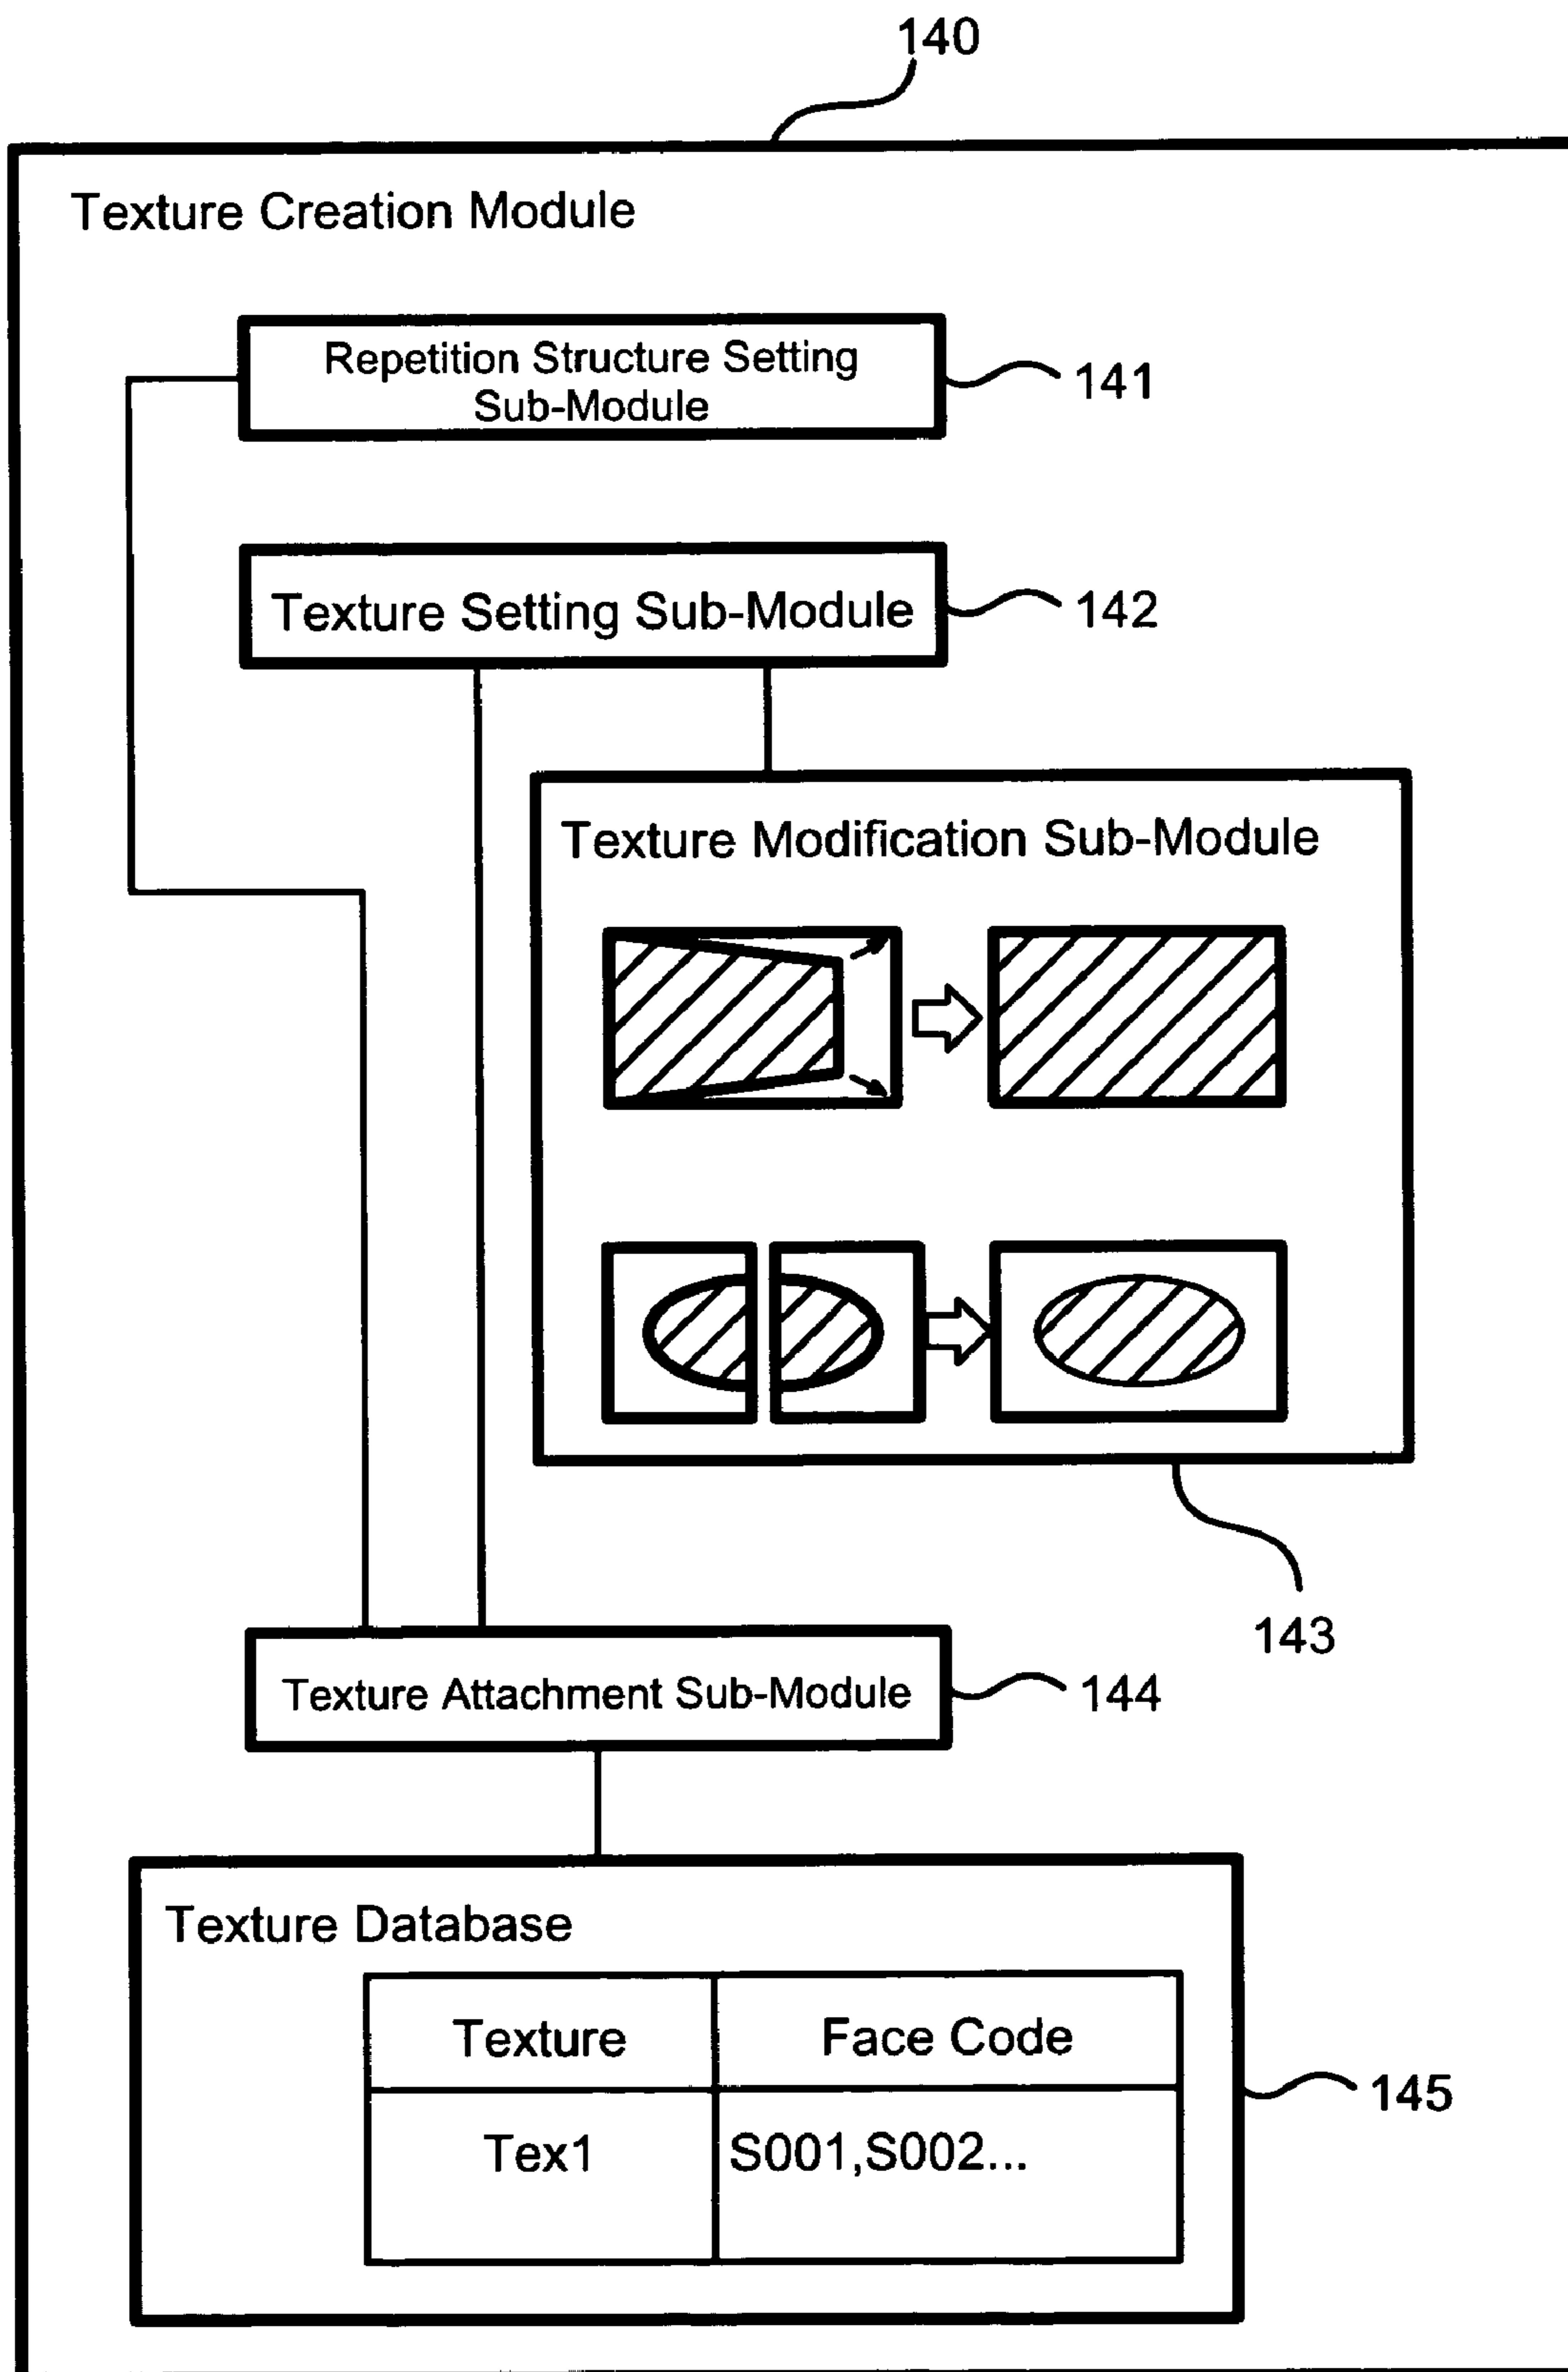 140
Texture Creation Module
Repetition Structure Setting
Sub-Module
141
Texture Setting Sub-Module
142
Texture Modification Sub-Module
143
Texture Attachment Sub-Module
144
Texture Database
Texture
Face Code
145
Tex1
S001,S002...